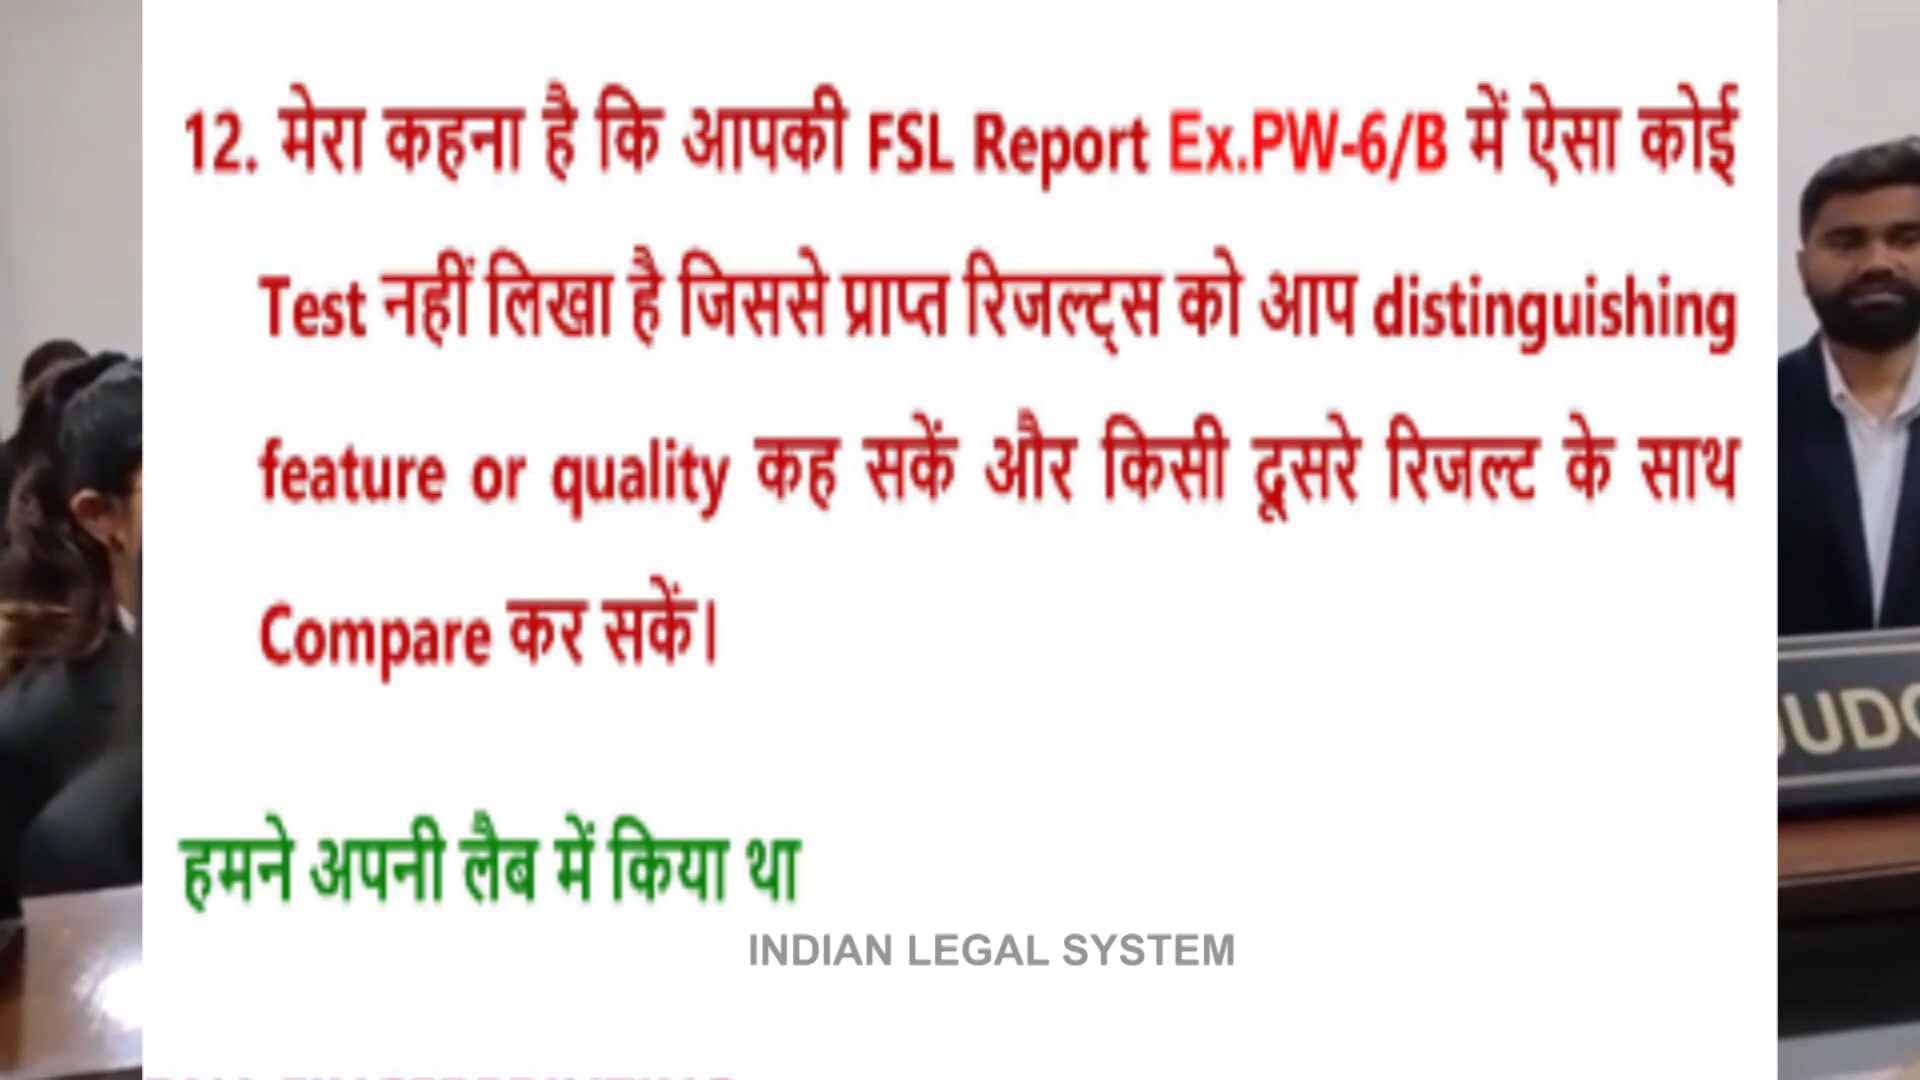 12. मेरा कहना है कि आपकी FSL Report Ex.PW-6/B में ऐसा कोई
Test नहीं लिखा है जिससे प्राप्त रिजल्ट्स को आप distinguishing
feature or quality कह सकें और किसी दूसरे रिजल्ट के साथ
Compare कर सकें।
हमने अपनी लैब में किया था
INDIAN LEGAL SYSTEM